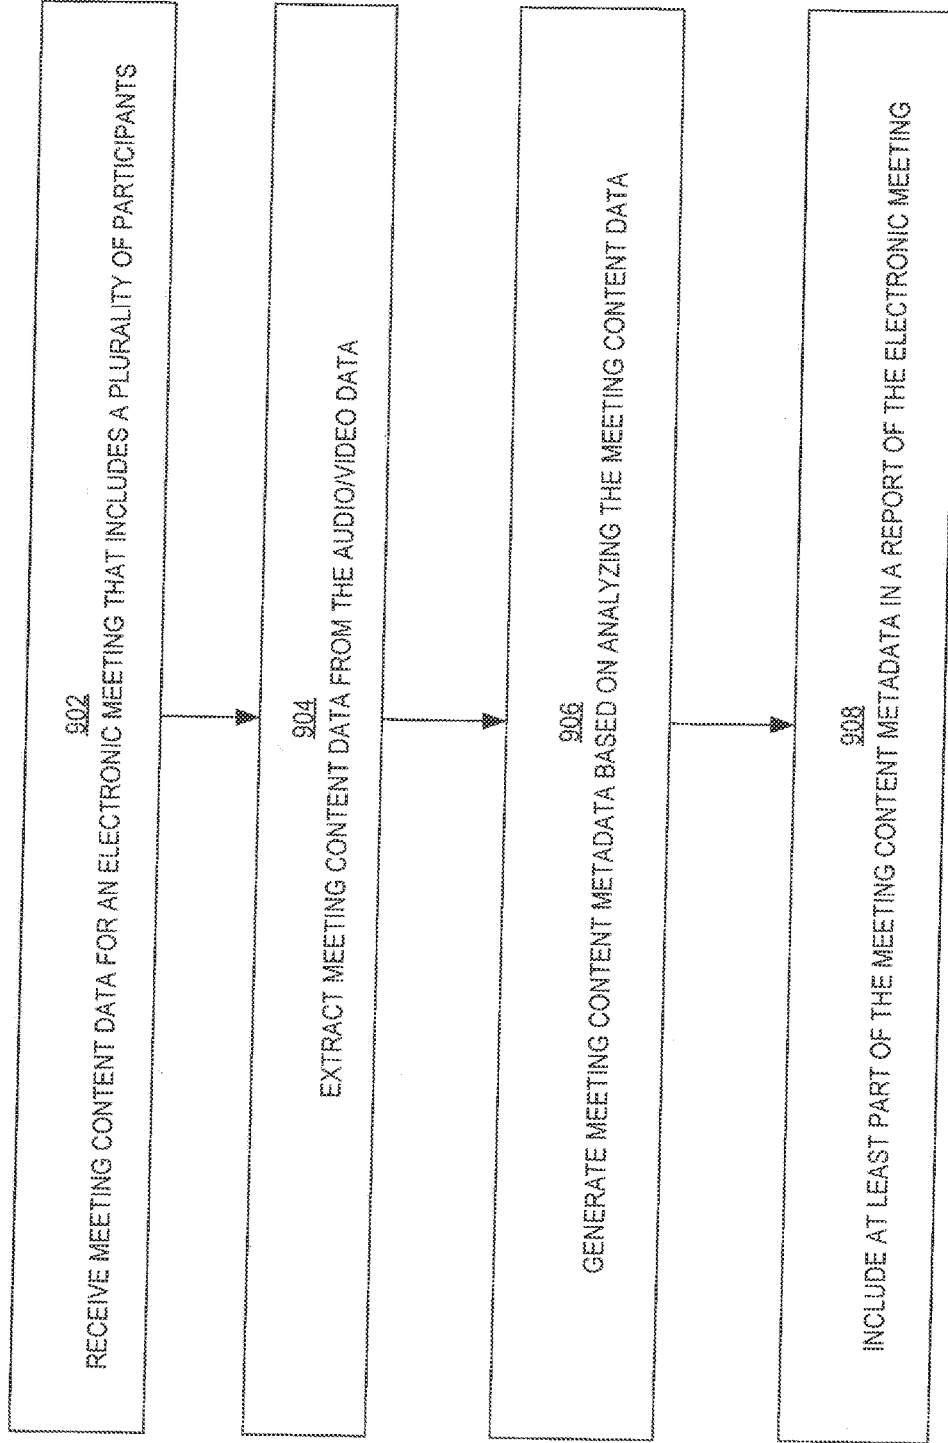 902
RECEIVE MEETING CONTENT DATA FOR AN ELECTRONIC MEETING THAT INCLUDES A PLURALITY OF PARTICIPANTS
904
EXTRACT MEETING CONTENT DATA FROM THE AUDIO/VIDEO DATA
906
GENERATE MEETING CONTENT METADATA BASED ON ANALYZING THE MEETING CONTENT DATA
908
INCLUDE AT LEAST PART OF THE MEETING CONTENT METADATA IN A REPORT OF THE ELECTRONIC MEETING